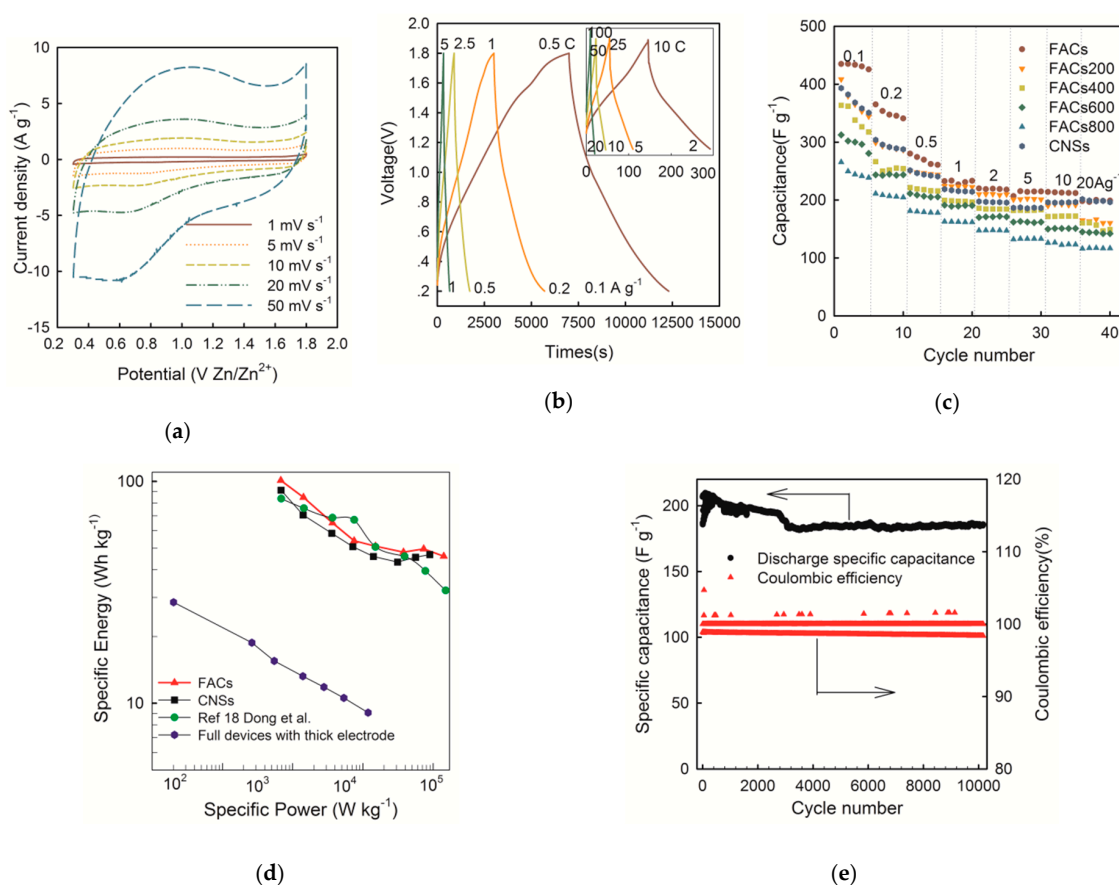 10
5
0
-5
-10
-15
Current density (A g-1)
1 mV s-1
5 mV s-1
10 mV s-1
20 mV s-1
50 mV s-1
0.2 0.4 0.6 0.8 1.0 1.2 1.4 1.6 1.8 2.0
Potential (V Zn/Zn2+)
(a)
2.0
1.8
1.6
1.4
1.2
1.0
.8
.6
.4
.2
Voltage(V)
5 2.5 1 0.5 C
100
50 25 10 C
20 10 5 2
0 100 200 300
1 0.5 0.2 0.1 A g-1
0 2500 5000 7500 10000 12500 15000
Times(s)
(b)
500
400
300
200
100
0
Capacitance(F g-1)
0.1 0.2 0.5 1 2 5 10 20Ag-1
FACs
FACs200
FACs400
FACs600
FACs800
CNSs
0 10 20 30 40
Cycle number
(c)
100
10
Specific Energy (Wh kg-1)
FACs
CNSs
Ref 18 Dong et al.
Full devices with thick electrode
102 103 104 105
Specific Power (W kg-1)
(d)
200
150
100
50
0
Specific capacitance (F g-1)
Discharge specific capacitance
Coulombic efficiency
120
110
100
90
80
Coulombic efficiency(%)
0 2000 4000 6000 8000 10000
Cycle number
(e)